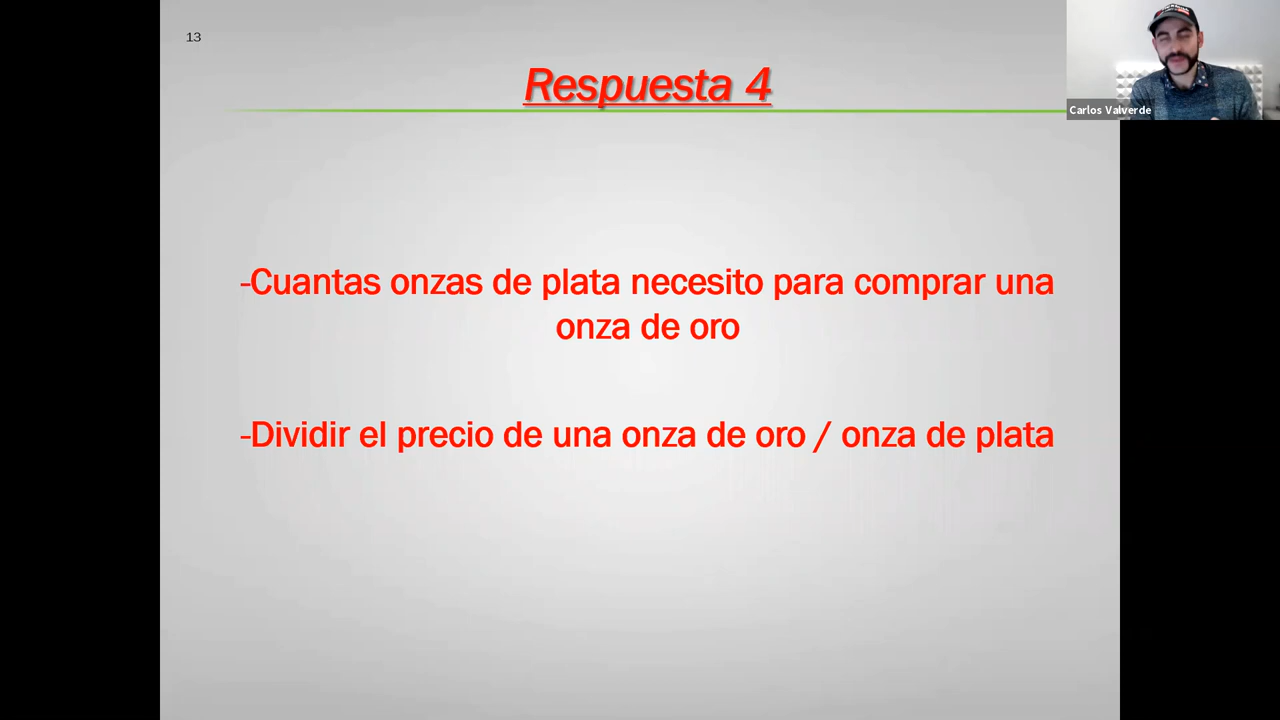 13
Respuesta 4
Carlos Valverde
-Cuantas onzas de plata necesito para comprar una
onza de oro
-Dividir el precio de una onza de oro / onza de plata